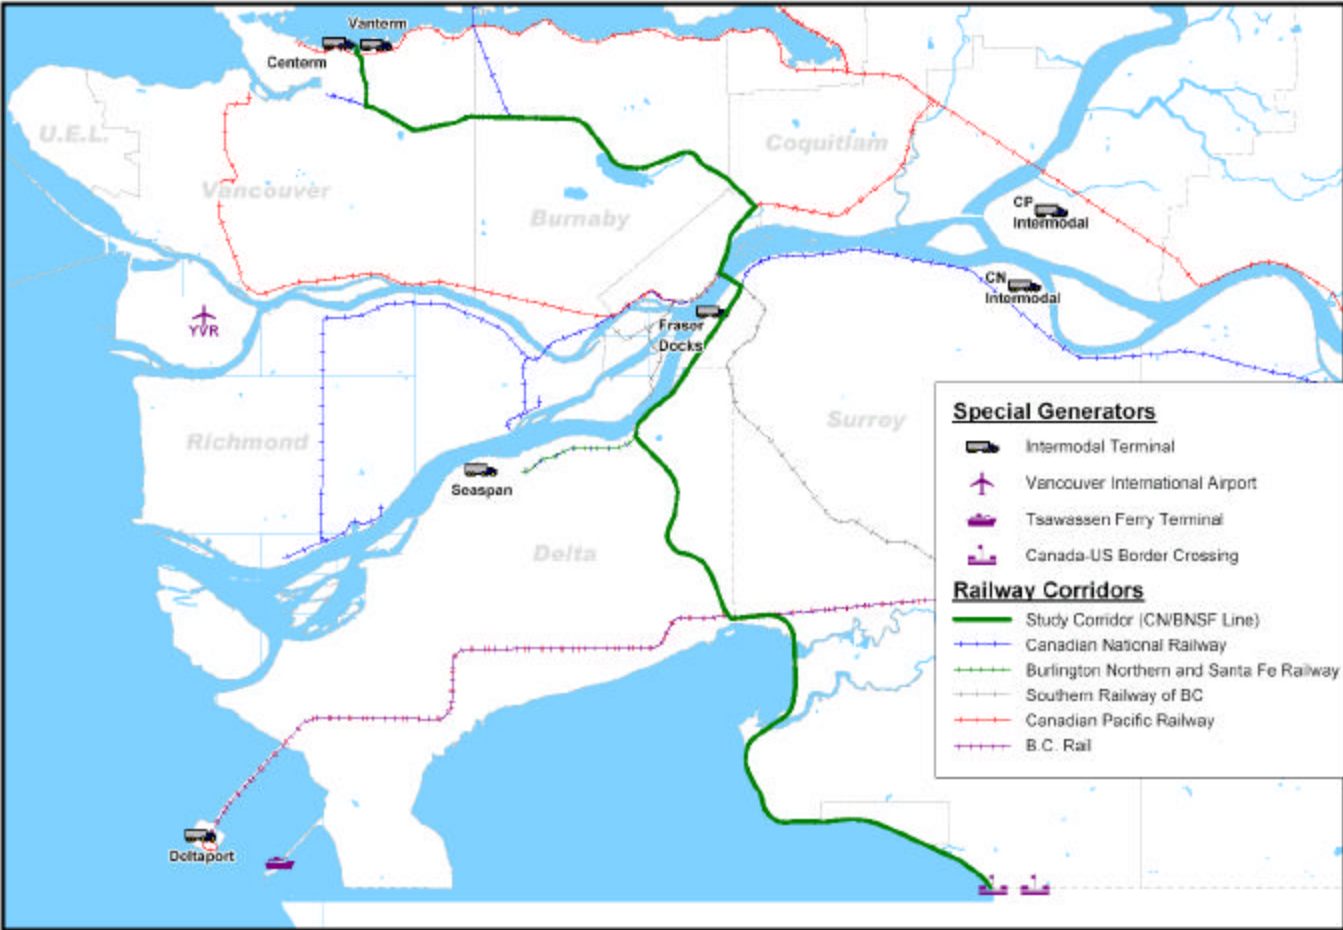 Vanterm
Centerm
U.E.L.
Coquitlam
Vancouver
CP
Intermodal
Burnaby
CN
Intermodal
YVR
Fraser
Docks
Surrey
Richmond
Seaspan
Delta
Deltaport
Special Generators
Intermodal Terminal
Vancouver International Airport
Tsawassen Ferry Terminal
Canada-US Border Crossing
Railway Corridors
Study Corridor (CN/BNSF Line)
Canadian National Railway
Burlington Northern and Santa Fe Railway
Southern Railway of BC
Canadian Pacific Railway
B.C. Rail